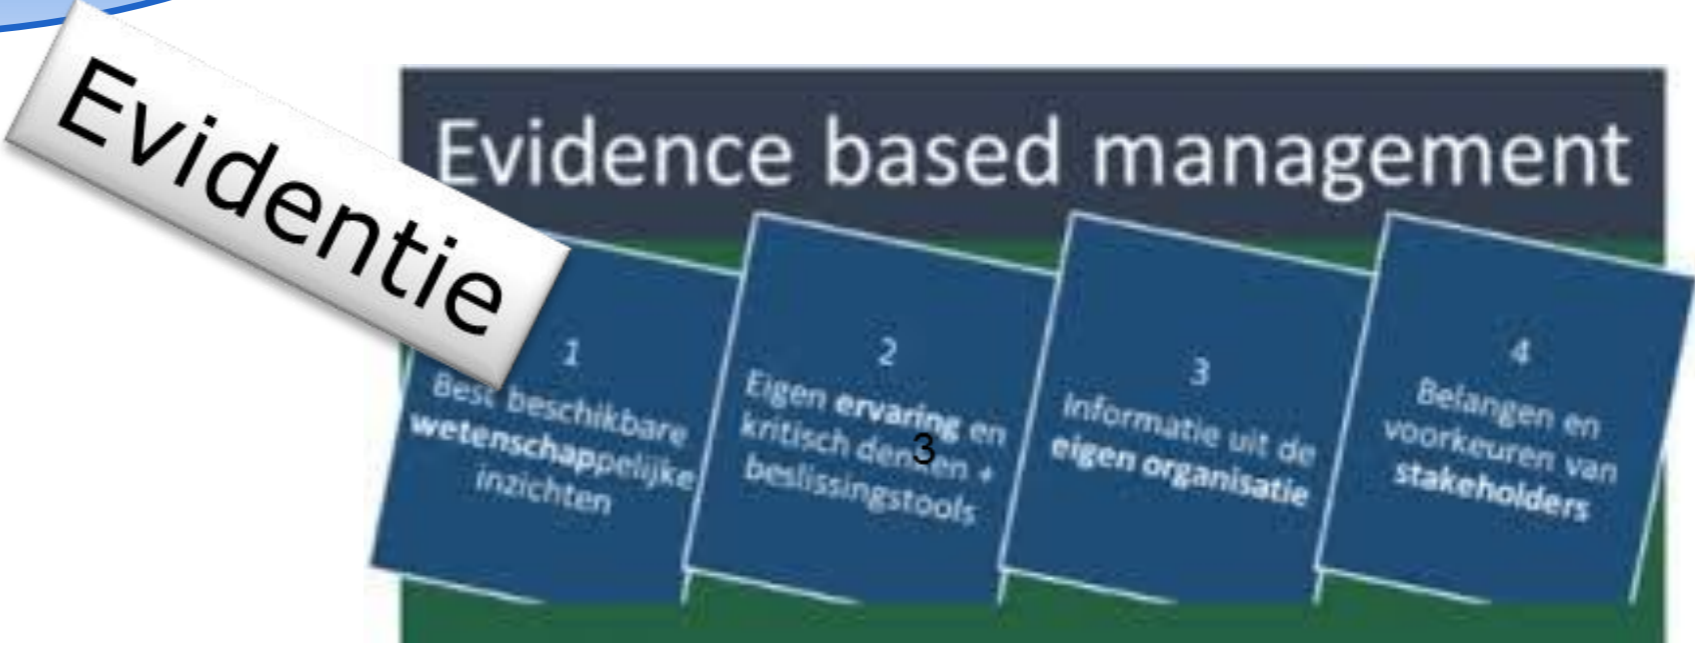 Evidentie
Evidence based management
1
Best beschikbare
wetenschappelijke
inzichten
2
Eigen ervaring en
kritisch denken +
beslissingstools
3
3
Informatie uit de
eigen organisatie
4
Belangen en
voorkeuren van
stakeholders